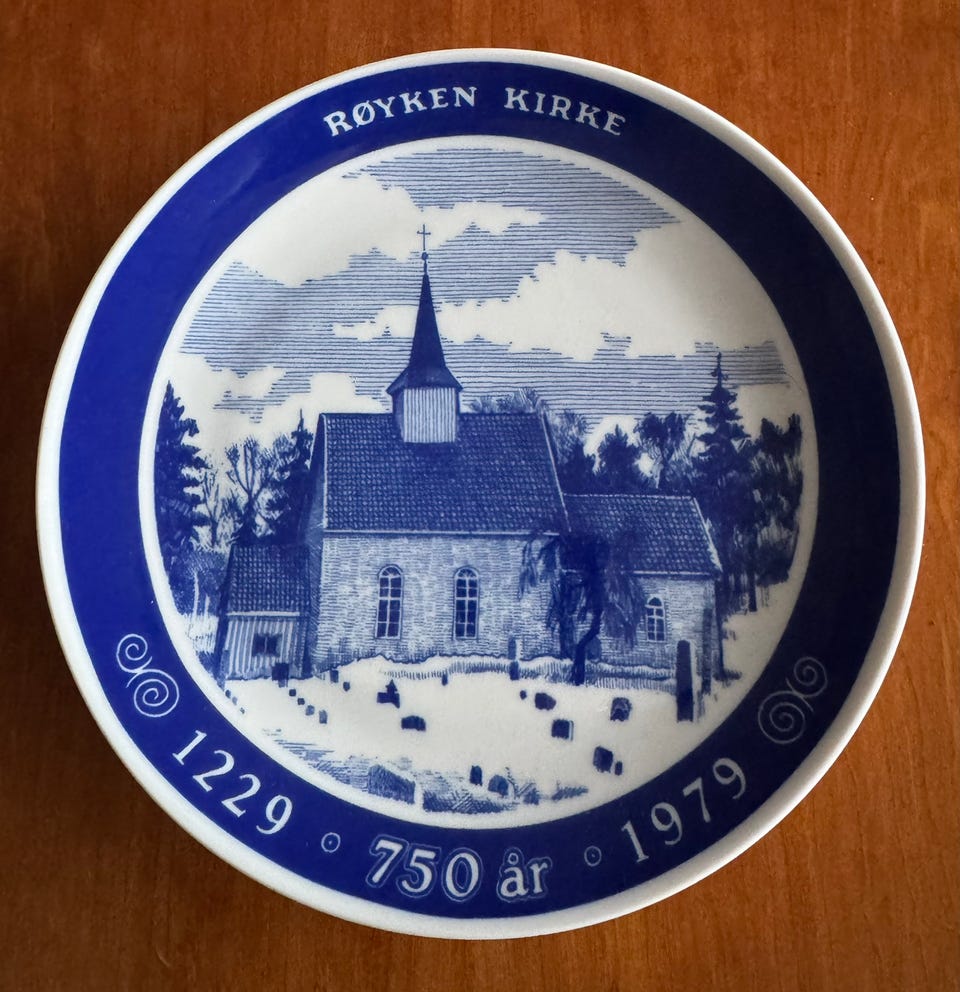 RØYKEN KIRKE
1229 • 750 år • 1979